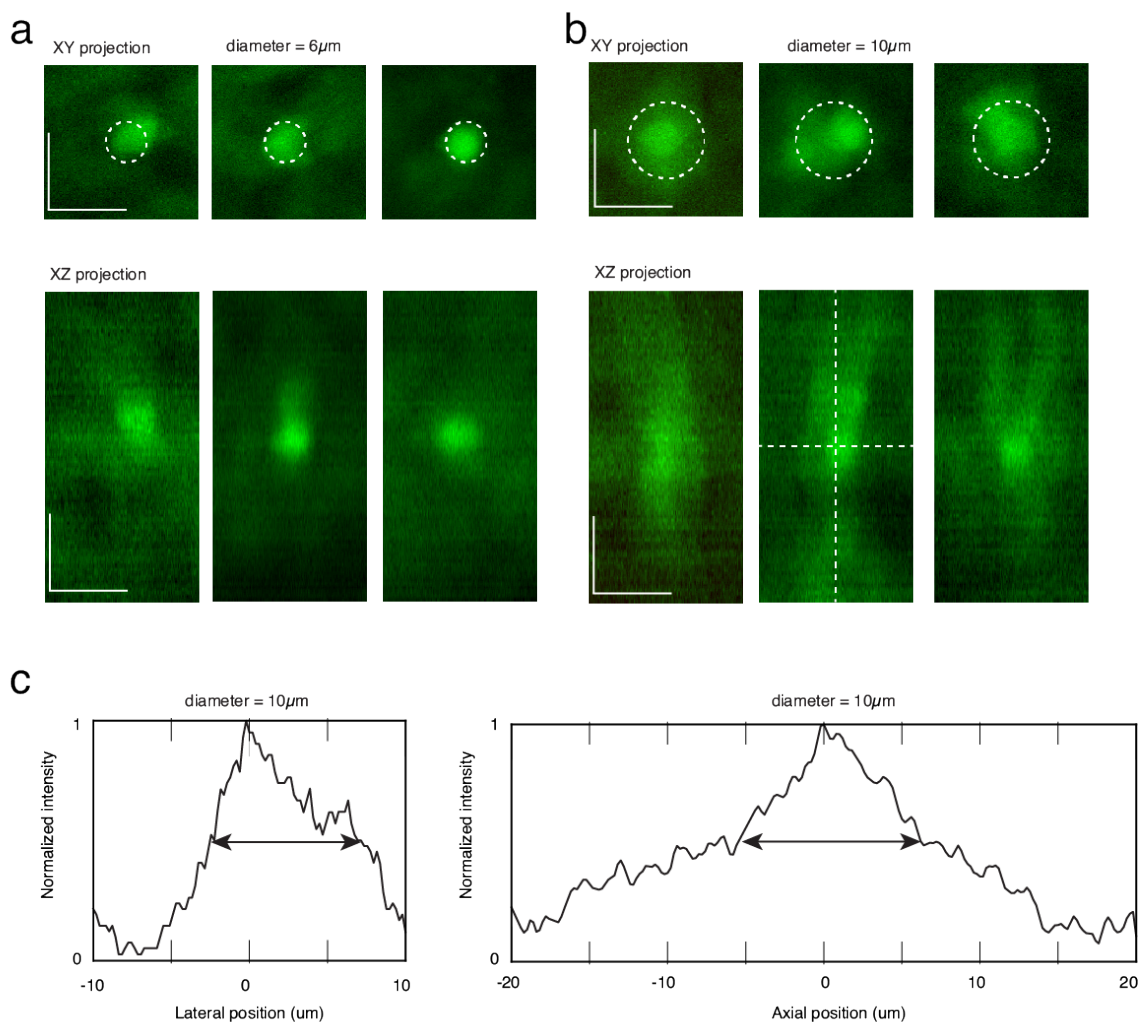 a
XY projection
diameter = 6µm
XZ projection
b
XY projection
diameter = 10µm
XZ projection
c
diameter = 10µm
Normalized intensity
1
0
-10
0
10
Lateral position (um)
diameter = 10µm
Normalized intensity
1
0
-20
-10
0
10
20
Axial position (um)